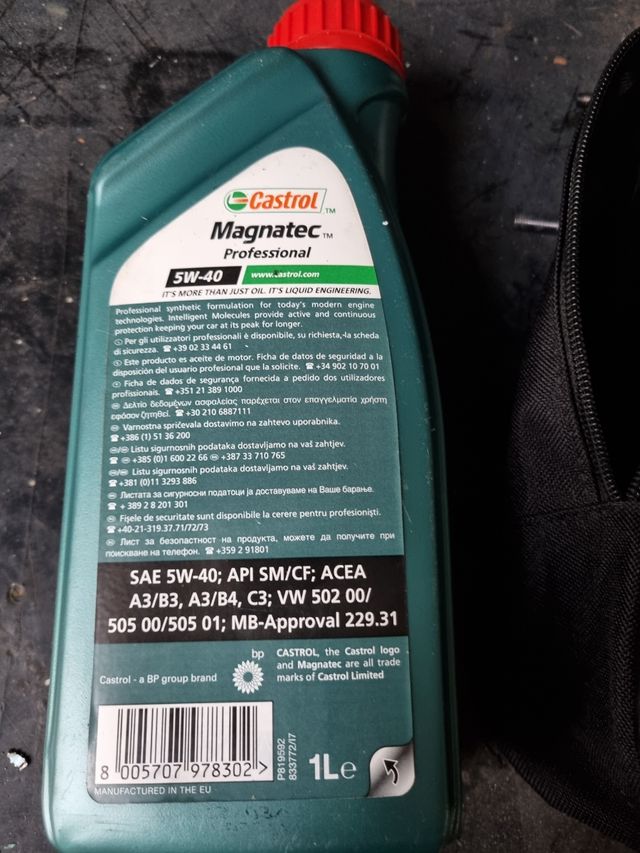 Castrol ™
Magnatec ™
Professional
5W-40 www.castrol.com
IT'S MORE THAN JUST OIL. IT'S LIQUID ENGINEERING.
Professional synthetic formulation for today's modern engine
technologies. Intelligent Molecules provide active and continuous
protection keeping your car at its peak for longer.
Per gli utilizzatori professionali è disponibile, su richiesta, la scheda
di sicurezza. ☎ +39 02 33 44 61
Este producto es aceite de motor. Ficha de datos de seguridad a la
disposición del usuario profesional que la solicite. ☎ +34 902 10 70 01
Ficha de dados de segurança fornecida a pedido dos utilizadores
profissionais. ☎ +351 21 389 1000
Δελτίο δεδομένων ασφαλείας παρέχεται στον επαγγελματία χρήστη
εφόσον ζητηθεί. ☎ +30 210 6887111
Varnostna spričevala dostavimo na zahtevo uporabnika.
☎ +386 (1) 51 36 200
Listu sigurnosnih podataka dostavljamo na vaš zahtjev.
☎ +385 (0)1 600 22 66 +387 33 710 765
Listu sigurnosnih podataka dostavljamo na vaš zahtjev.
☎ +381 (0)11 3293 886
Листата за сигурносни податоци ја доставуваме на Ваше барање.
☎ + 389 2 8 201 301
Fişele de securitate sunt disponibile la cerere pentru profesionişti.
☎ +40-21-319.37.71/72/73
Лист за безопасност на продукта, можете да получите при
поискване на телефон. ☎ +359 2 91801
SAE 5W-40; API SM/CF; ACEA
A3/B3, A3/B4, C3; VW 502 00/
505 00/505 01; MB-Approval 229.31
Castrol - a BP group brand
bp
CASTROL, the Castrol logo
and Magnatec are all trade
marks of Castrol Limited
8 005707 978302 >
P819592
833772/I7
1L e
MANUFACTURED IN THE EU